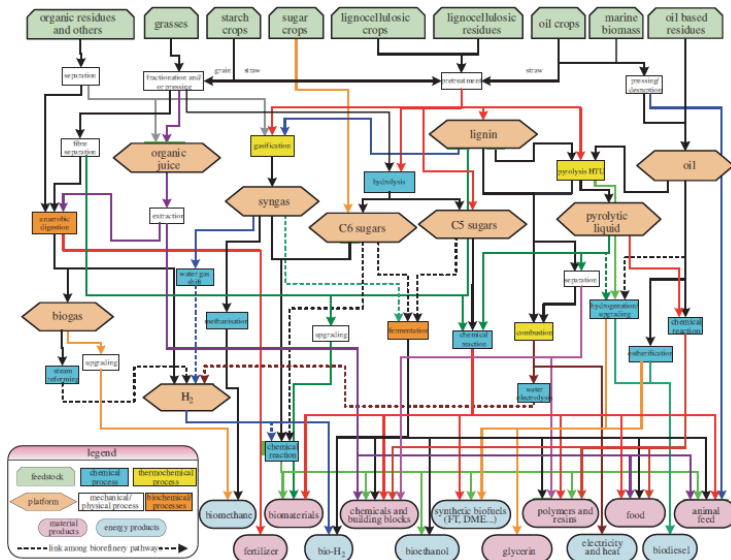 organic residues
and others
grasses
starch
crops
sugar
crops
lignocellulosic
crops
lignocellulosic
residues
oil crops
marine
biomass
oil based
residues
separation
fractionation and/
or pressing
grain
straw
pretreatment
straw
pressing/
desruption
fibre
separation
organic
juice
gasification
lignin
pyrolysis HTU
oil
hydrolysis
syngas
C6 sugars
C5 sugars
pyrolytic
liquid
extraction
anaerobic
digestion
water gas
shift
separation
hydrogenation/
upgrading
biogas
methanisation
upgrading
fermentation
chemical
reaction
combustion
chemical
reaction
steam
reforming
upgrading
H2
water
electrolysis
estherification
chemical
reaction
legend
feedstock
chemical
process
thermochemical
process
platform
mechanical/
physical process
biochemical
processes
material
products
energy products
link among biorefinery pathways
biomethane
biomaterials
chemicals and
building blocks
synthetic biofuels
(FT, DME...)
polymers and
resins
food
animal
feed
fertilizer
bio-H2
bioethanol
glycerin
electricity
and heat
biodiesel